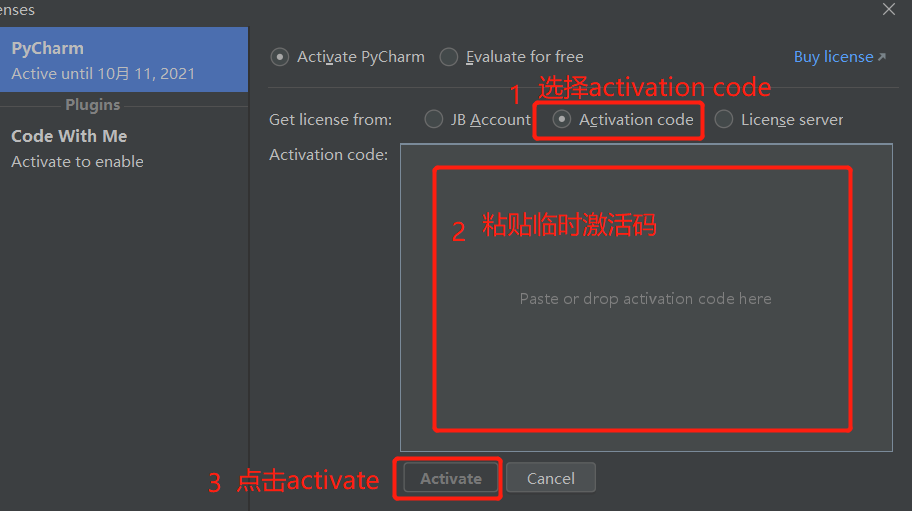 enses
PyCharm
Active until 10月 11, 2021
Plugins
Code With Me
Activate to enable
Activate PyCharm
Evaluate for free
Buy license
1 选择activation code
Get license from:
JB Account
Activation code
License server
Activation code:
2 粘贴临时激活码
Paste or drop activation code here
3 点击activate
Activate
Cancel